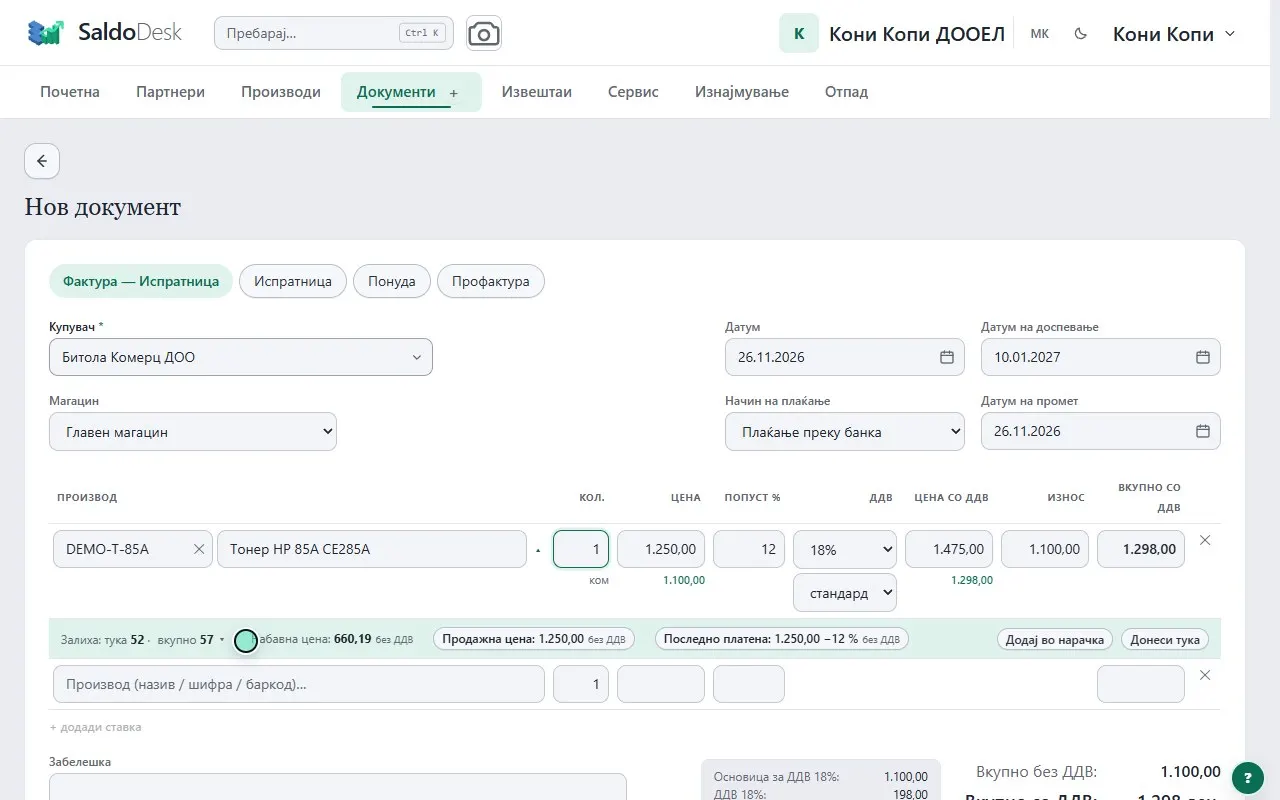 SaldoDesk
Пребарај...
Ctrl K
К
Кони Копи ДООЕЛ
МК
Кони Копи
Почетна
Партнери
Производи
Документи +
Извештаи
Сервис
Изнајмување
Отпад
Нов документ
Фактура — Испратница
Испратница
Понуда
Профактура
Купувач *
Датум
Датум на доспевање
Битола Комерц ДОО
26.11.2026
10.01.2027
Магацин
Начин на плаќање
Датум на промет
Главен магацин
Плаќање преку банка
26.11.2026
ПРОИЗВОД
КОЛ.
ЦЕНА
ПОПУСТ %
ДДВ
ЦЕНА СО ДДВ
ИЗНОС
ВКУПНО СО
ДДВ
DEMO-T-85A
Тонер HP 85A CE285A
1
1.250,00
12
18%
1.475,00
1.100,00
1.298,00
ком
1.100,00
стандард
1.298,00
Залиха: тука 52 · вкупно 57
абавна цена: 660,19 без ДДВ
Продажна цена: 1.250,00 без ДДВ
Последно платена: 1.250,00 −12 % без ДДВ
Додај во нарачка
Донеси тука
Производ (назив / шифра / баркод)...
1
+ додади ставка
Забелешка
Основица за ДДВ 18%:
1.100,00
Вкупно без ДДВ:
1.100,00
ДДВ 18%:
198,00
Вкупно со ДДВ:
1.298 ден.
?